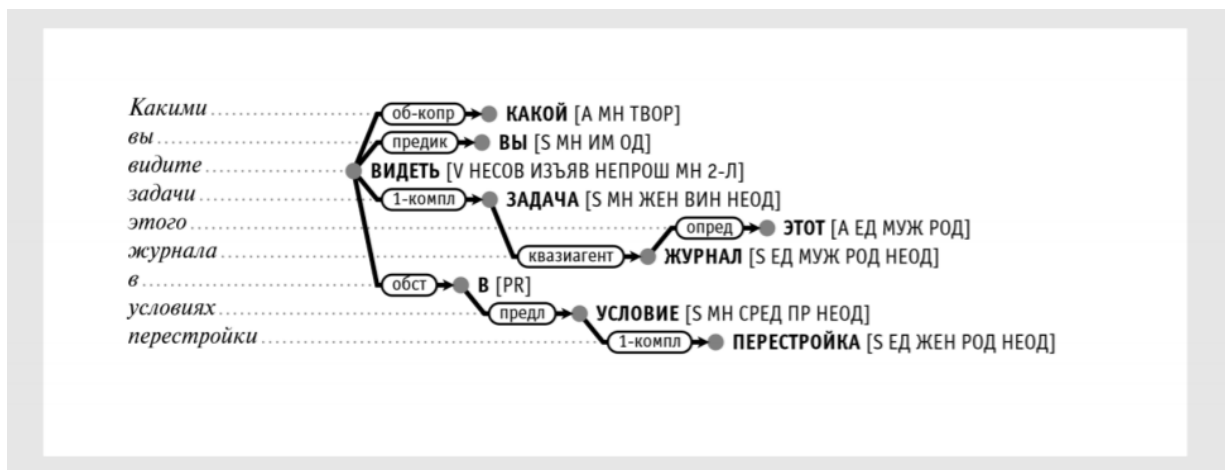 Какими об-копр КАКОЙ [A МН ТВОР]
вы предик ВЫ [S МН ИМ ОД]
видите ВИДЕТЬ [V НЕСОВ ИЗЪЯВ НЕПРОШ МН 2-Л]
задачи 1-компл ЗАДАЧА [S МН ЖЕН ВИН НЕОД]
этого опред ЭТОТ [A ЕД МУЖ РОД]
журнала квазиагент ЖУРНАЛ [S ЕД МУЖ РОД НЕОД]
в обст В [PR]
условиях предл УСЛОВИЕ [S МН СРЕД ПР НЕОД]
перестройки 1-компл ПЕРЕСТРОЙКА [S ЕД ЖЕН РОД НЕОД]